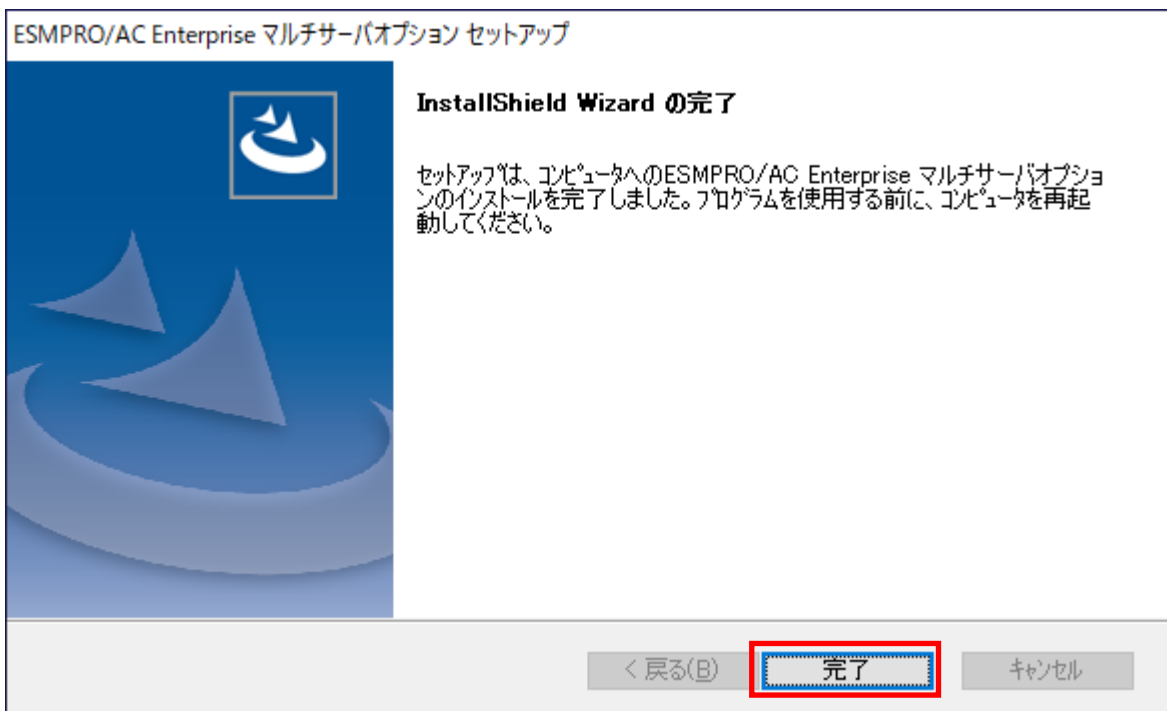 ESMPRO/AC Enterprise マルチサーバオプション セットアップ
InstallShield Wizard の完了
セットアップは、コンピュータへのESMPRO/AC Enterprise マルチサーバオプショ
ンのインストールを完了しました。プログラムを使用する前に、コンピュータを再起
動してください。
< 戻る(B)
完了
キャンセル